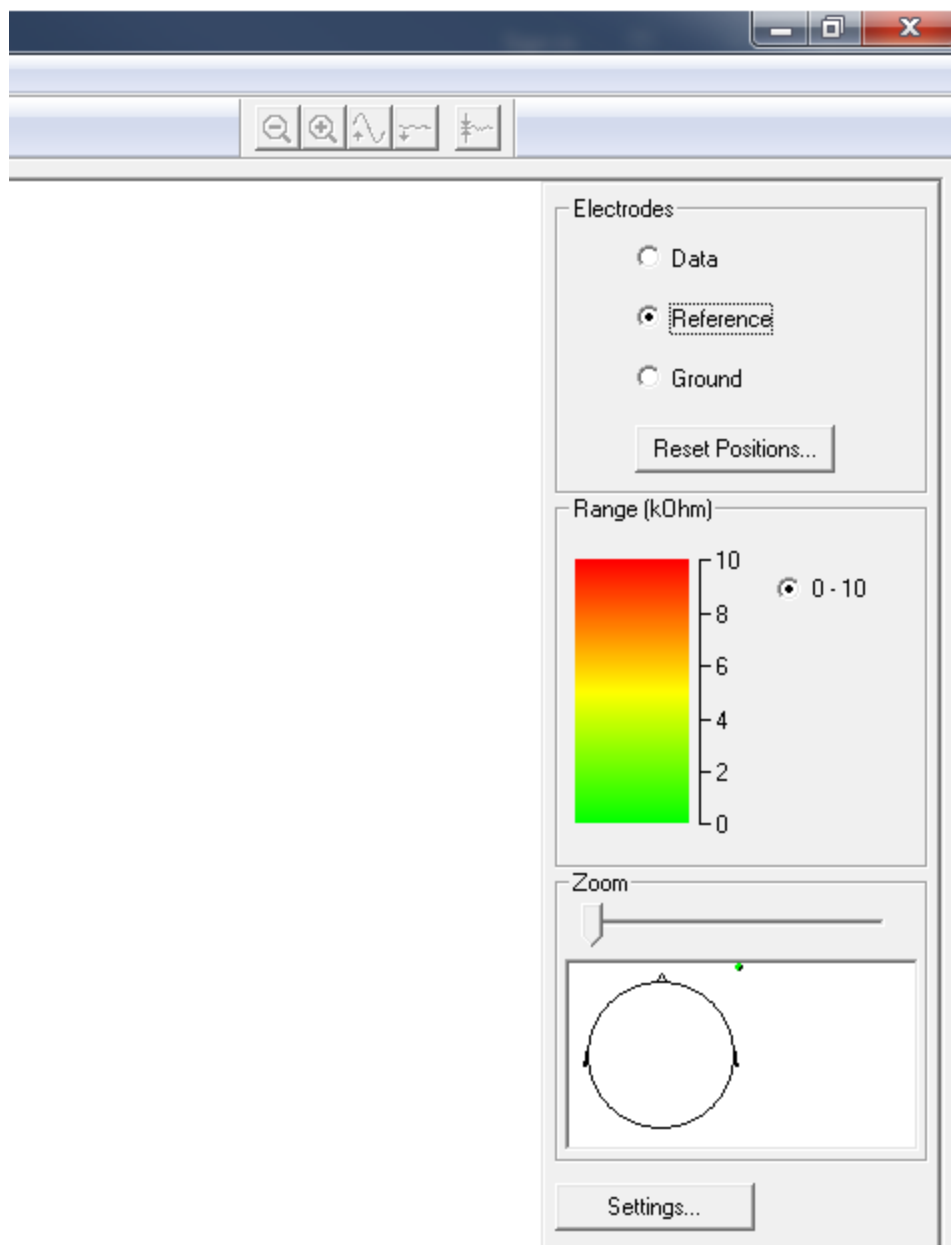 Electrodes
Data
Reference
Ground
Reset Positions...
Range (kOhm)
10
0 - 10
8
6
4
2
0
Zoom
Settings...